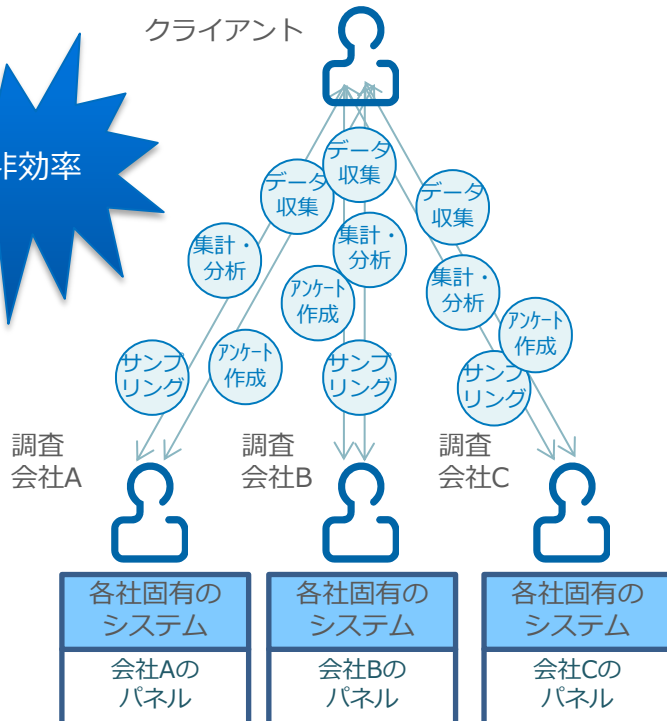 クライアント
非効率
データ
収集
データ
収集
データ
収集
集計・
分析
集計・
分析
集計・
分析
アンケート
作成
アンケート
作成
アンケート
作成
サンプ
リング
サンプ
リング
サンプ
リング
調査
会社A
調査
会社B
調査
会社C
各社固有の
システム
会社Aの
パネル
各社固有の
システム
会社Bの
パネル
各社固有の
システム
会社Cの
パネル